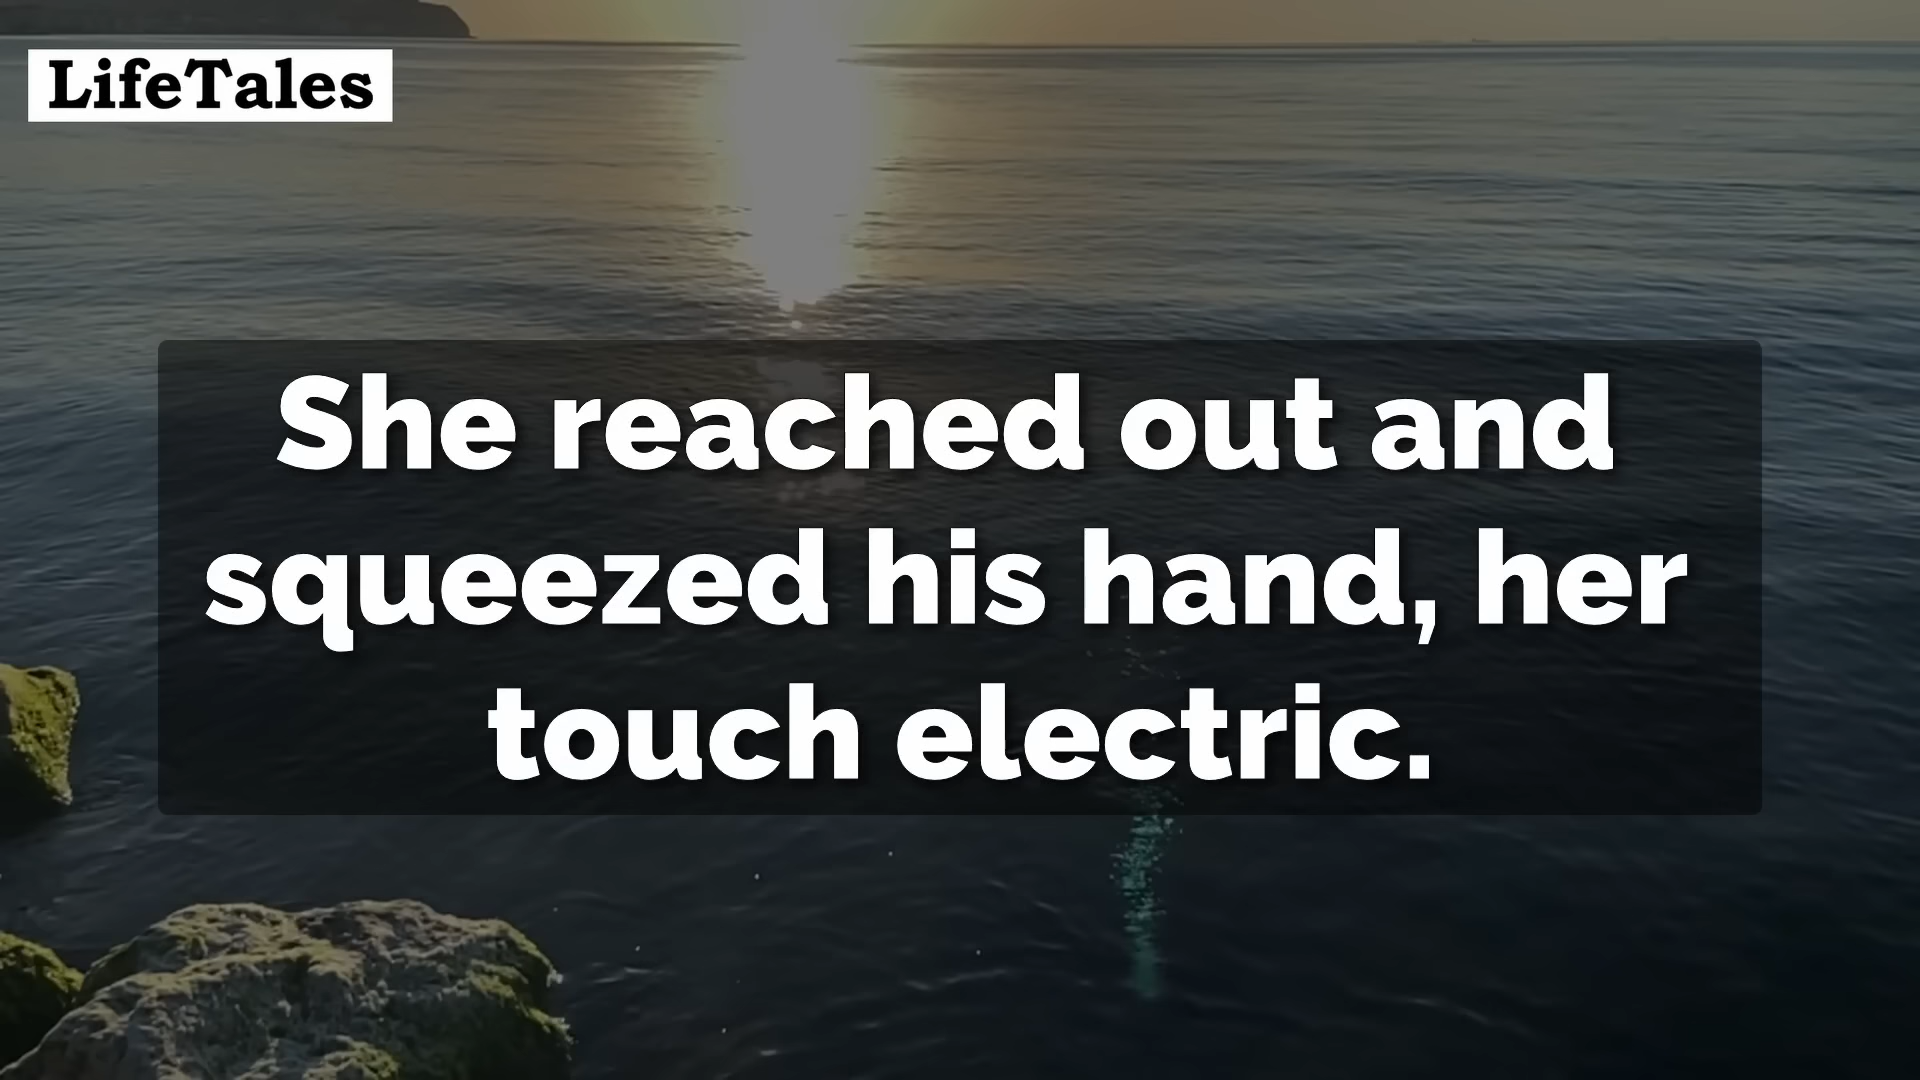 LifeTales
She reached out and
squeezed his hand, her
touch electric.